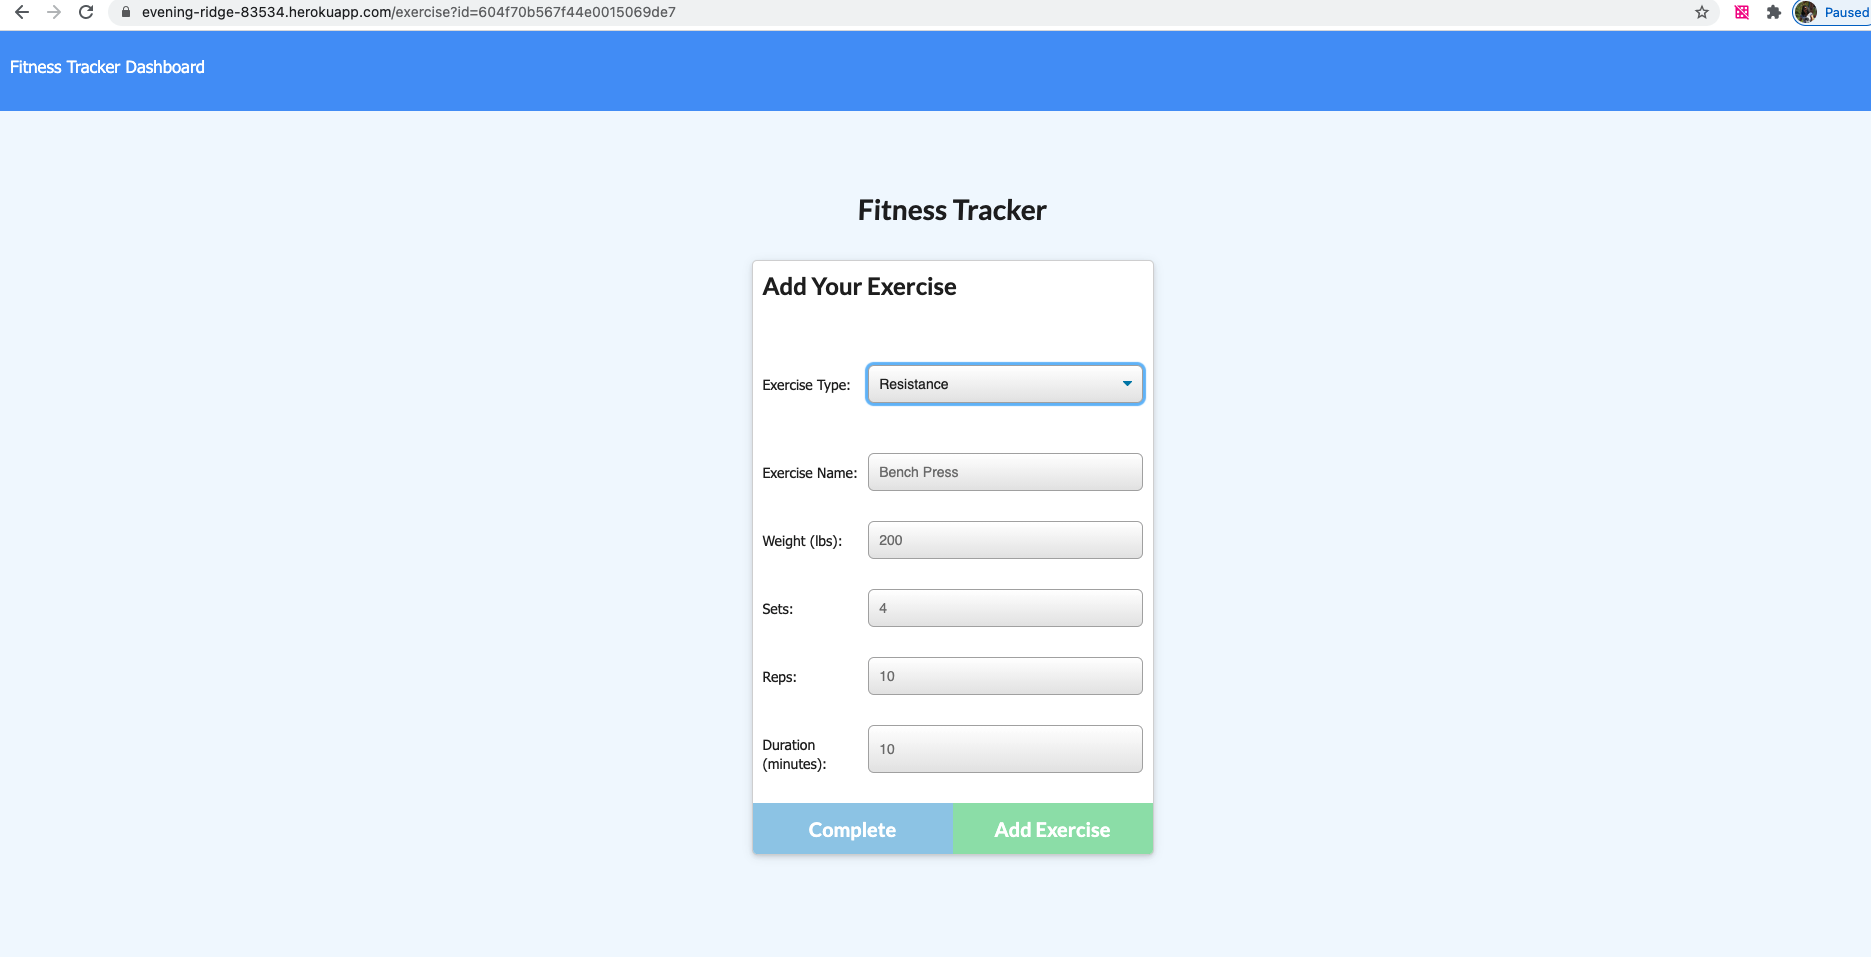 evening-ridge-83534.herokuapp.com/exercise?id=604f70b567f44e0015069de7
Paused
Fitness Tracker Dashboard
Fitness Tracker
Add Your Exercise
Exercise Type: Resistance
Exercise Name: Bench Press
Weight (lbs): 200
Sets: 4
Reps: 10
Duration
(minutes): 10
Complete Add Exercise